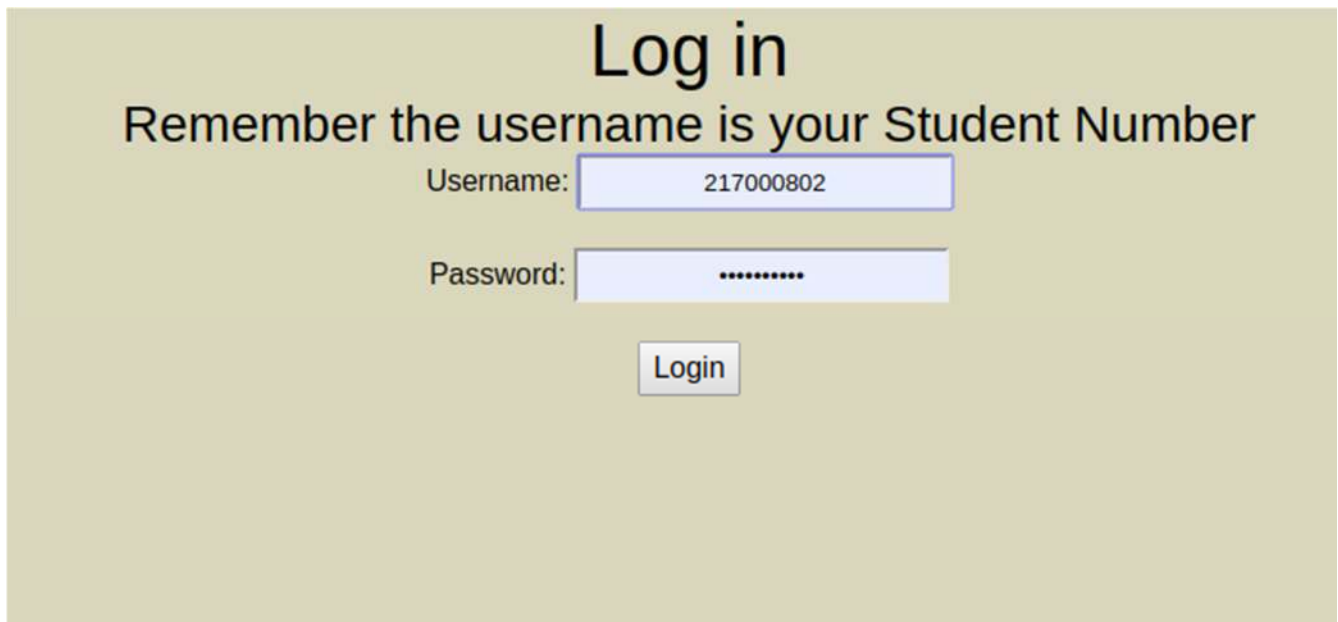 Log in
Remember the username is your Student Number
Username: 217000802
Password: ••••••••••
Login